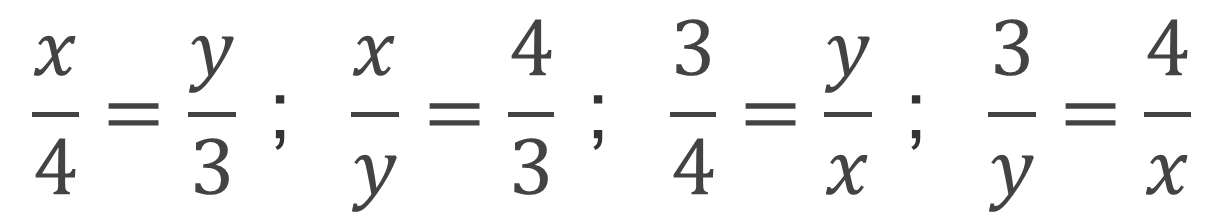 x/4 = y/3 ; x/y = 4/3 ; 3/4 = y/x ; 3/y = 4/x